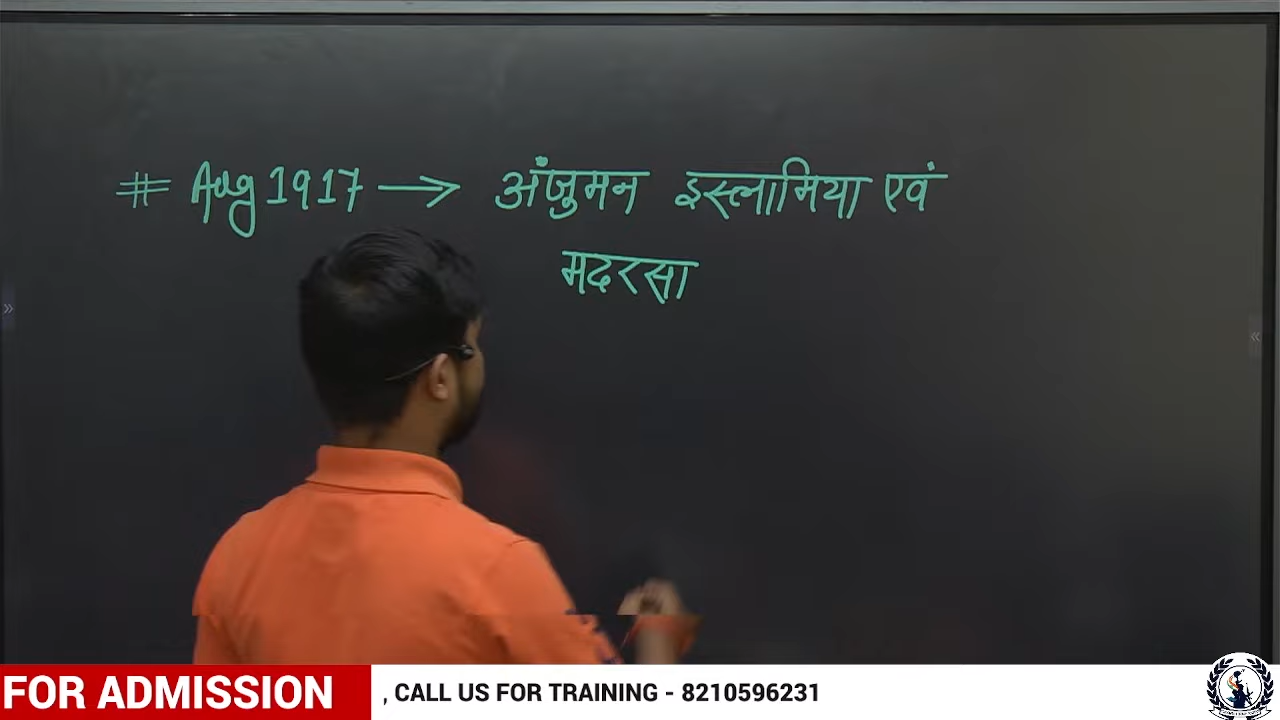 # Aug 1917 → अंजुमन इस्लामिया एवं
मदरसा
FOR ADMISSION , CALL US FOR TRAINING - 8210596231